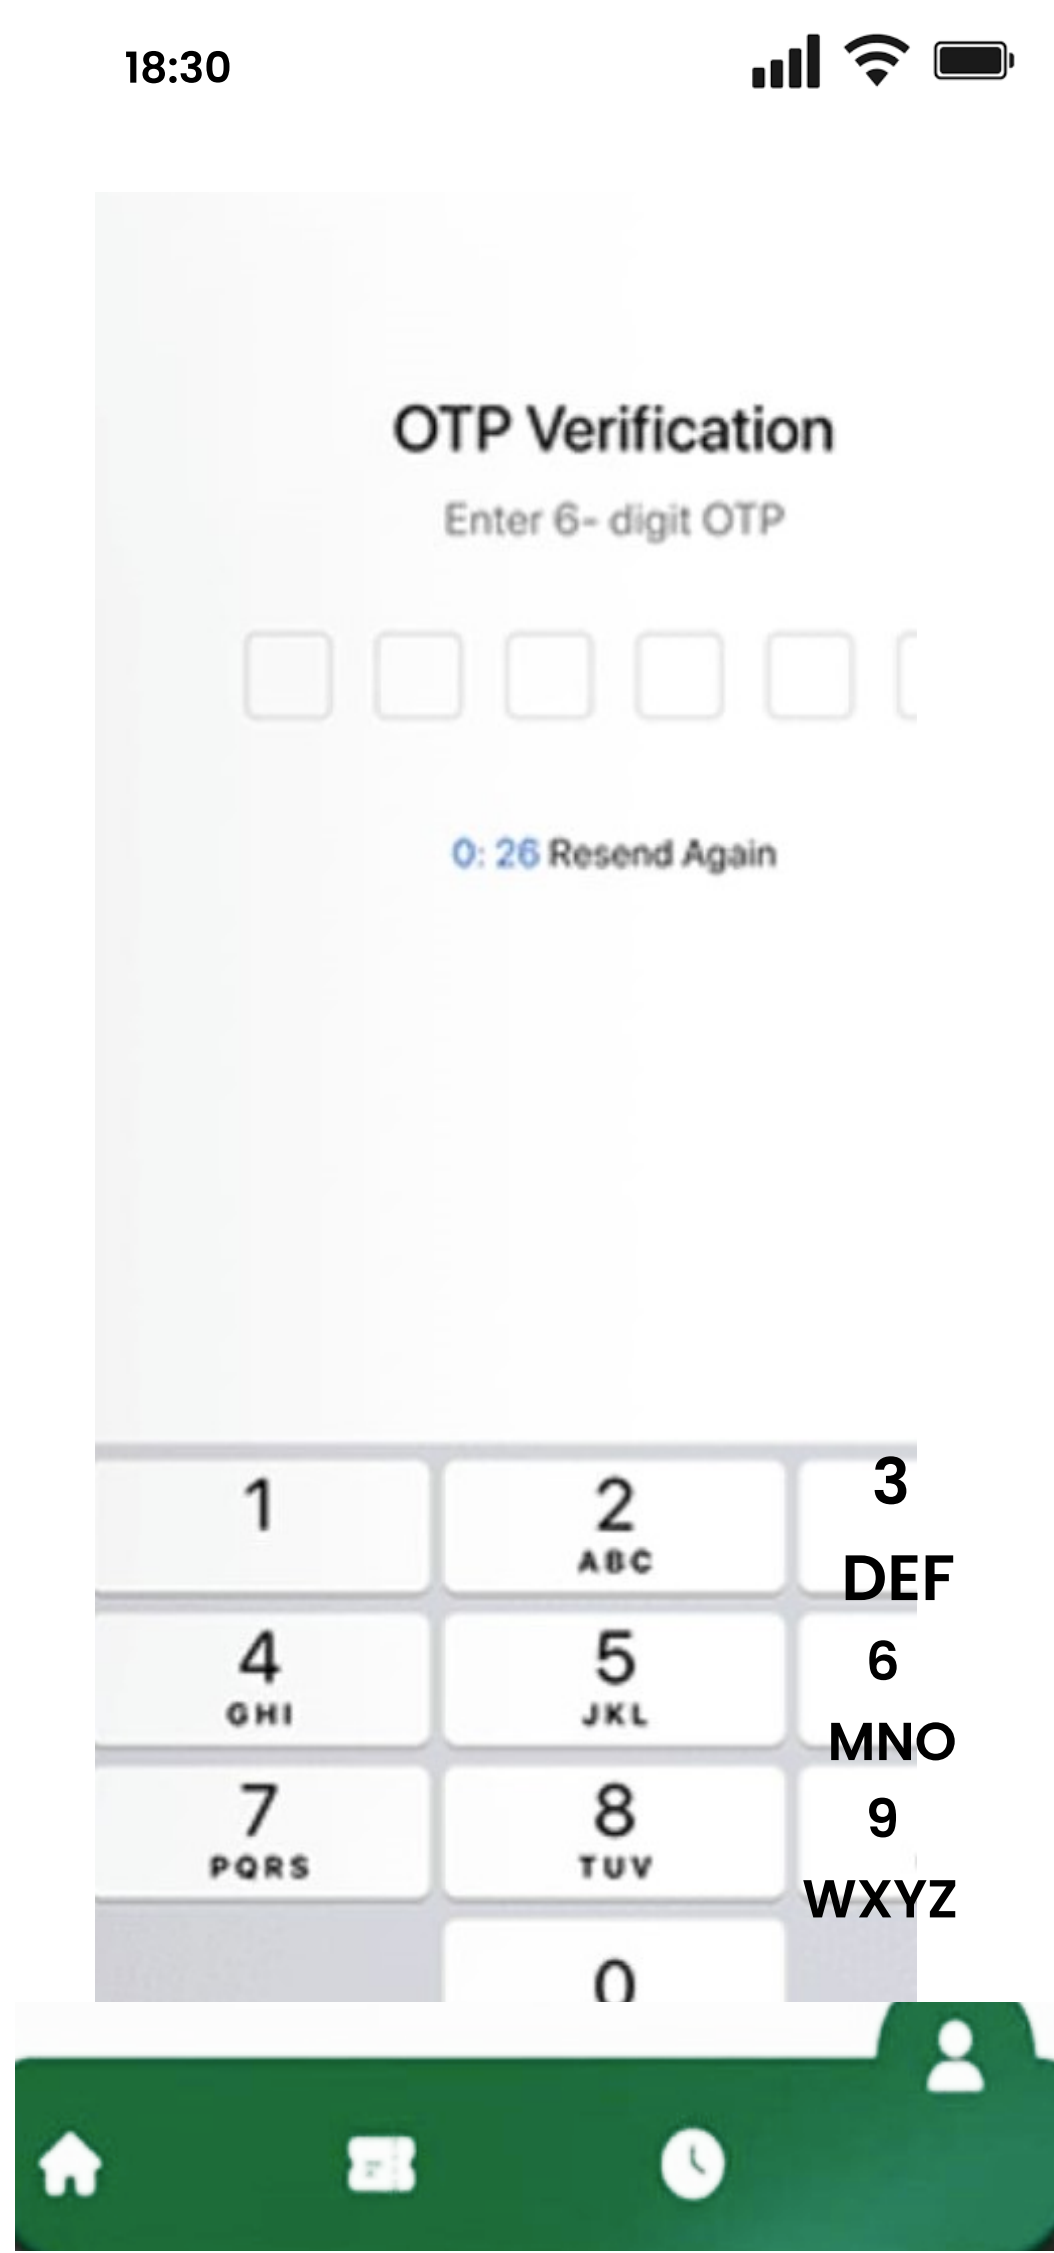 18:30
OTP Verification
Enter 6- digit OTP
0: 26 Resend Again
1 2 3
ABC DEF
4 5 6
GHI JKL MNO
7 8 9
PQRS TUV WXYZ
0